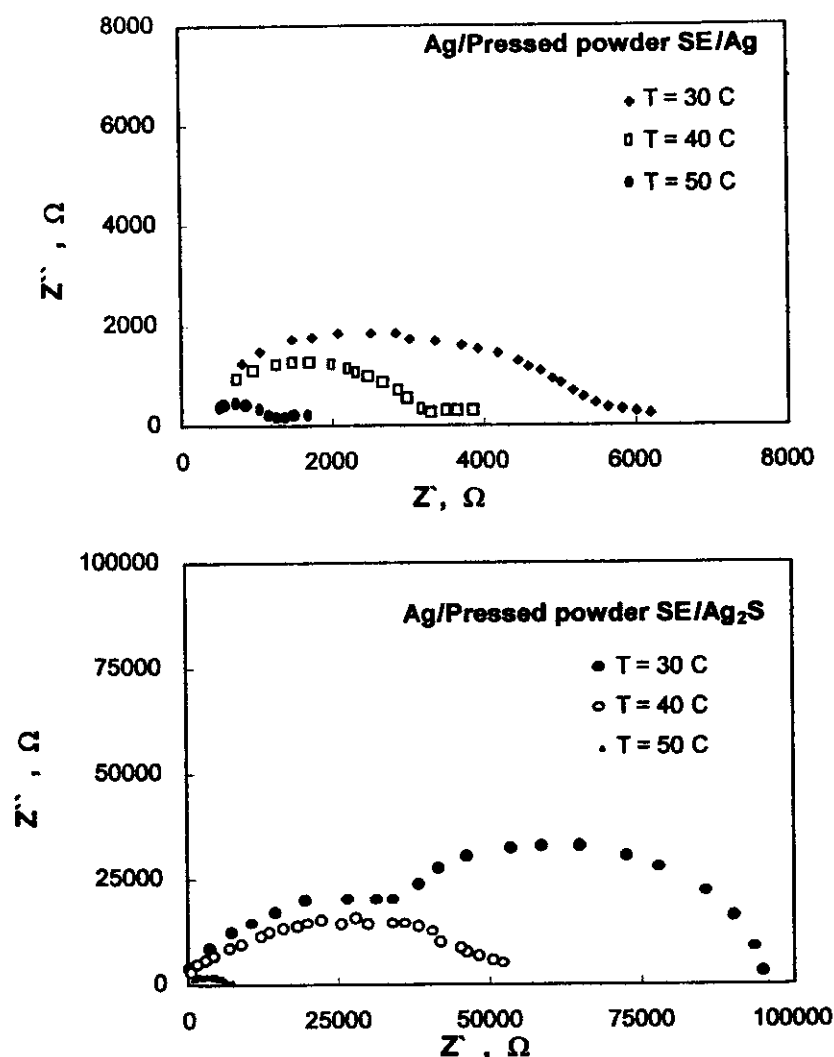 8000
6000
4000
2000
0
Z`` , Ω
Ag/Pressed powder SE/Ag
T = 30 C
T = 40 C
T = 50 C
0 2000 4000 6000 8000
Z`, Ω
100000
75000
50000
25000
0
Z`` , Ω
Ag/Pressed powder SE/Ag₂S
T = 30 C
T = 40 C
T = 50 C
0 25000 50000 75000 100000
Z` , Ω